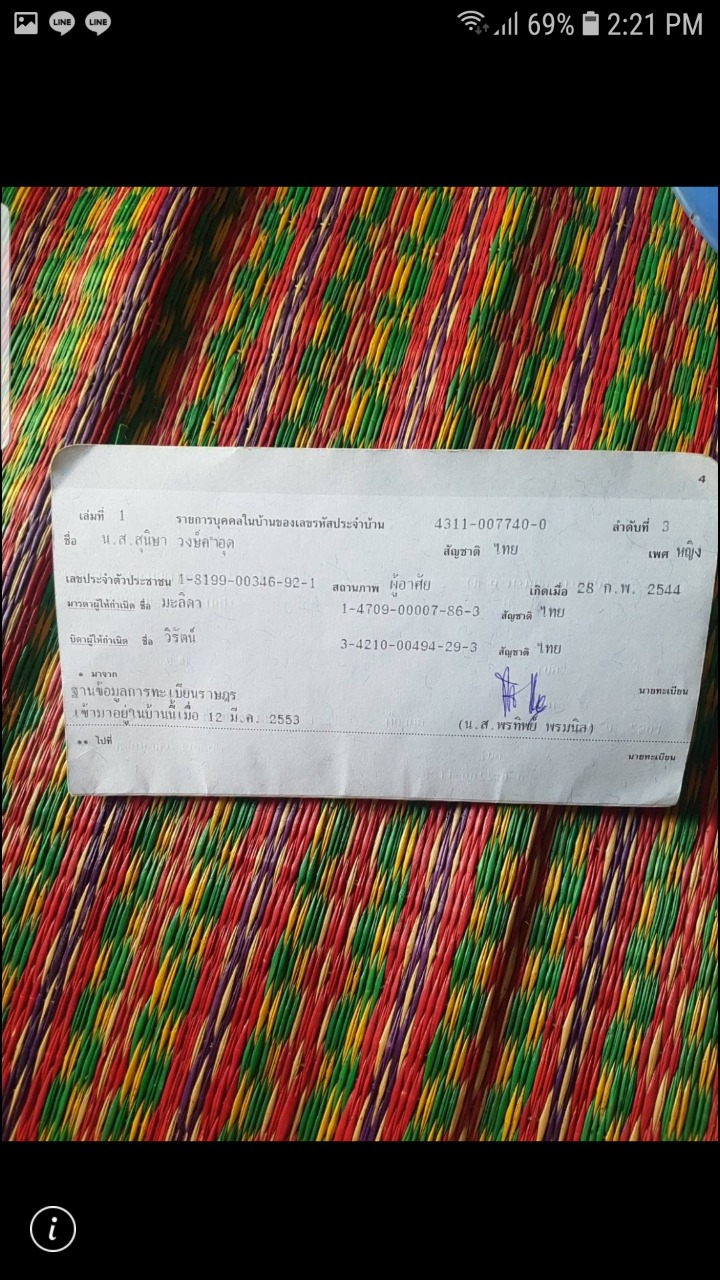 LINE LINE 69% 2:21 PM
4
เล่มที่ 1 รายการบุคคลในบ้านของเลขรหัสประจำบ้าน 4311-007740-0 ลำดับที่ 3
ชื่อ น.ส.สุนิษา วงษ์คำอุด สัญชาติ ไทย เพศ หญิง
เลขประจำตัวประชาชน 1-8199-00346-92-1 สถานภาพ ผู้อาศัย เกิดเมื่อ 28 ก.พ. 2544
มารดาผู้ให้กำเนิด ชื่อ มะลิดา 1-4709-00007-86-3 สัญชาติ ไทย
บิดาผู้ให้กำเนิด ชื่อ วิรัตน์ 3-4210-00494-29-3 สัญชาติ ไทย
* มาจาก
ฐานข้อมูลการทะเบียนราษฎร นายทะเบียน
เข้ามาอยู่ในบ้านนี้เมื่อ 12 มี.ค. 2553 (น.ส.พรทิพย์ พรมนิล)
** ไปที่ นายทะเบียน